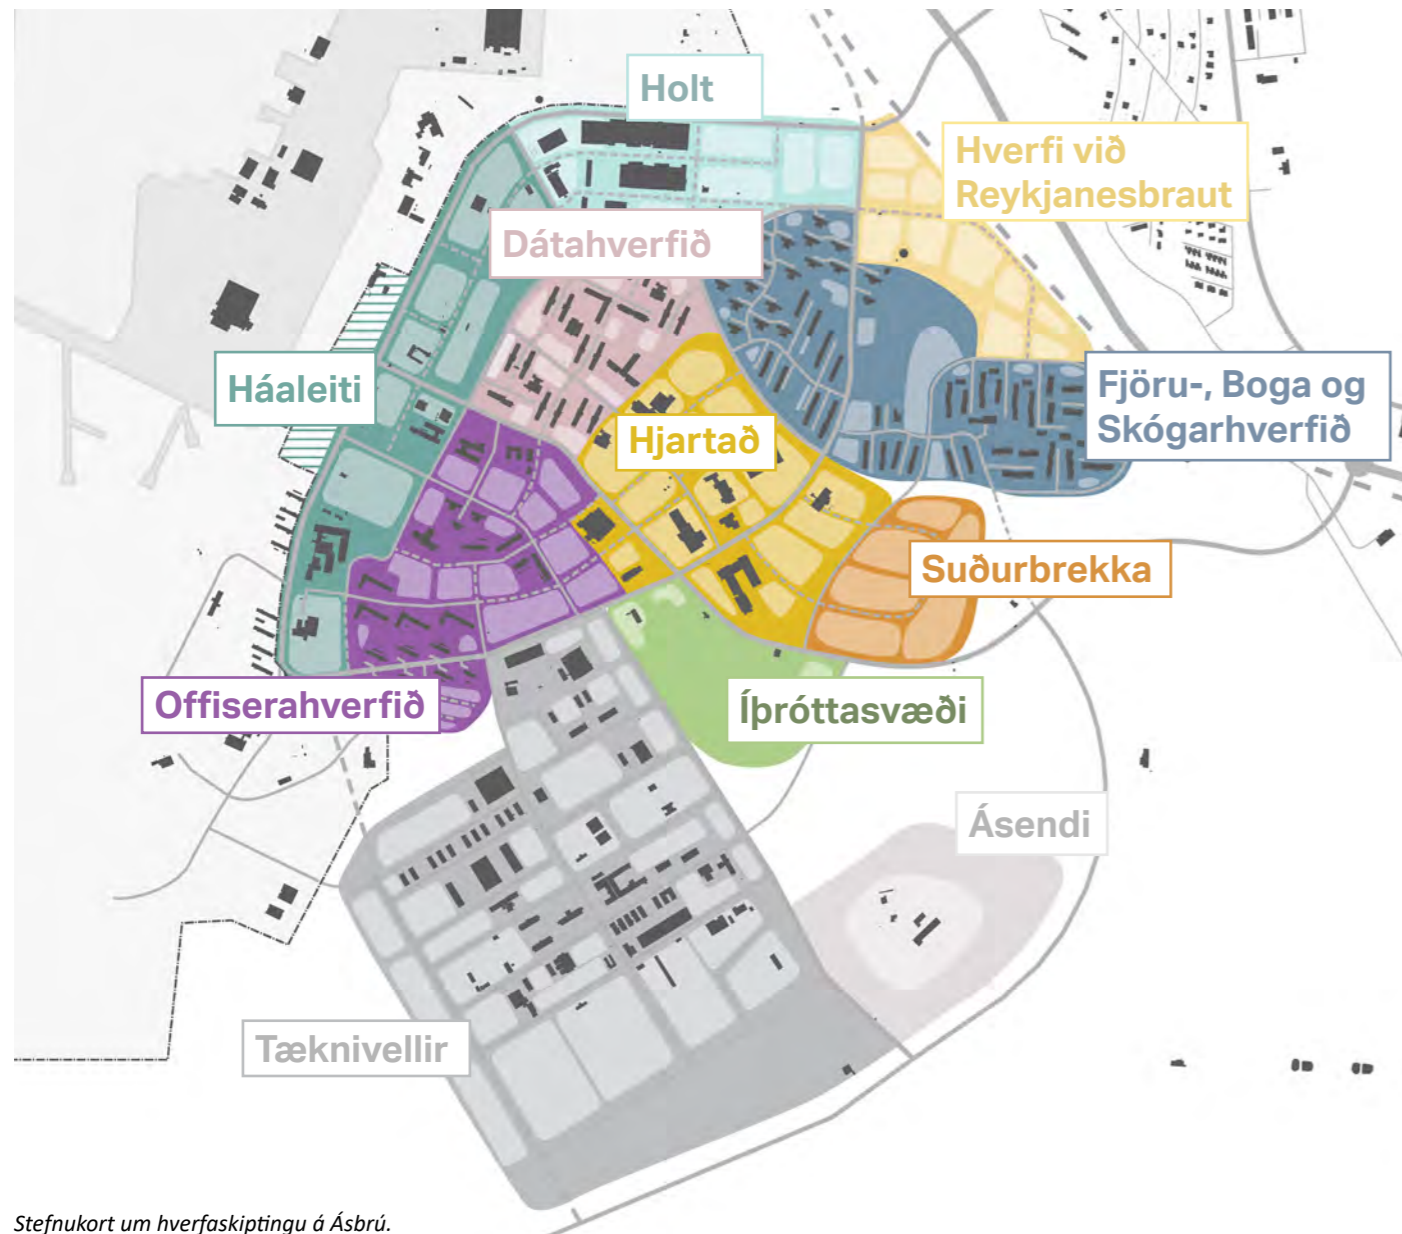 Holt
Hverfi við
Reykjanesbraut
Dátahverfið
Háaleiti
Fjöru-, Boga og
Skógarhverfið
Hjartað
Suðurbrekka
Offiserahverfið
Íþróttasvæði
Ásendi
Tæknivellir
Stefnukort um hverfaskiptingu á Ásbrú.